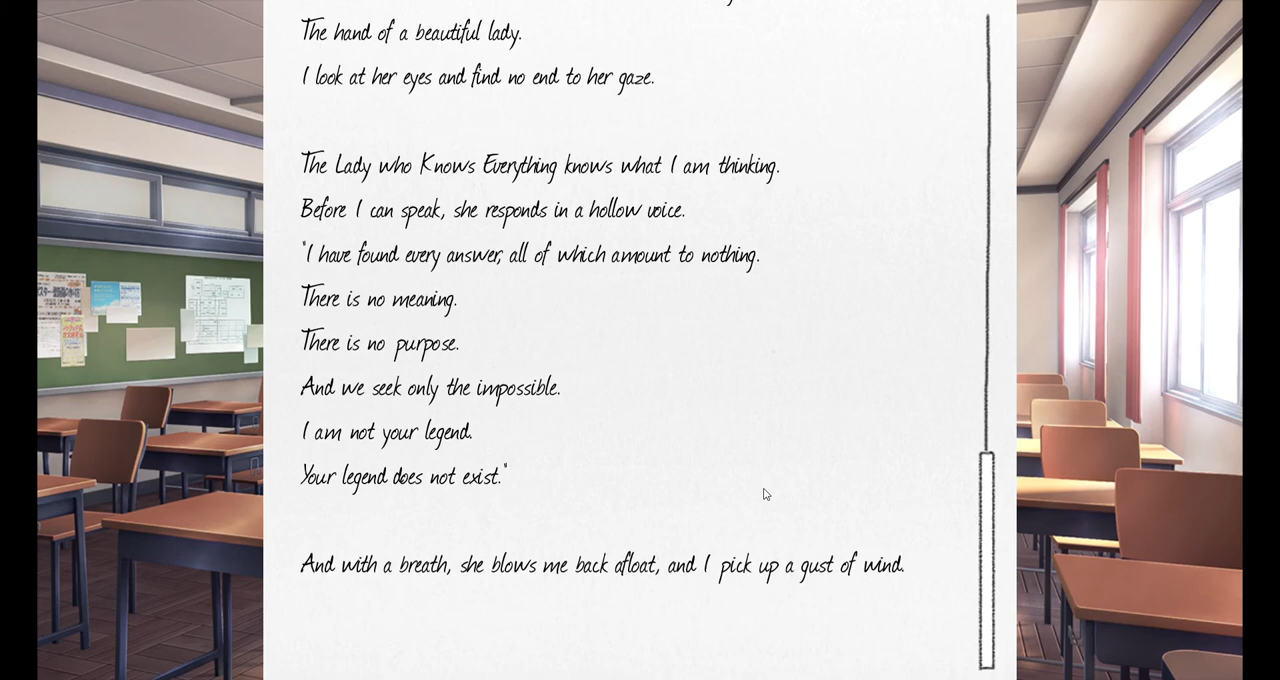 The hand of a beautiful lady.
I look at her eyes and find no end to her gaze.
The Lady who Knows Everything knows what I am thinking.
Before I can speak, she responds in a hollow voice.
"I have found every answer, all of which amount to nothing.
There is no meaning.
There is no purpose.
And we seek only the impossible.
I am not your legend.
Your legend does not exist."
And with a breath, she blows me back afloat, and I pick up a gust of wind.